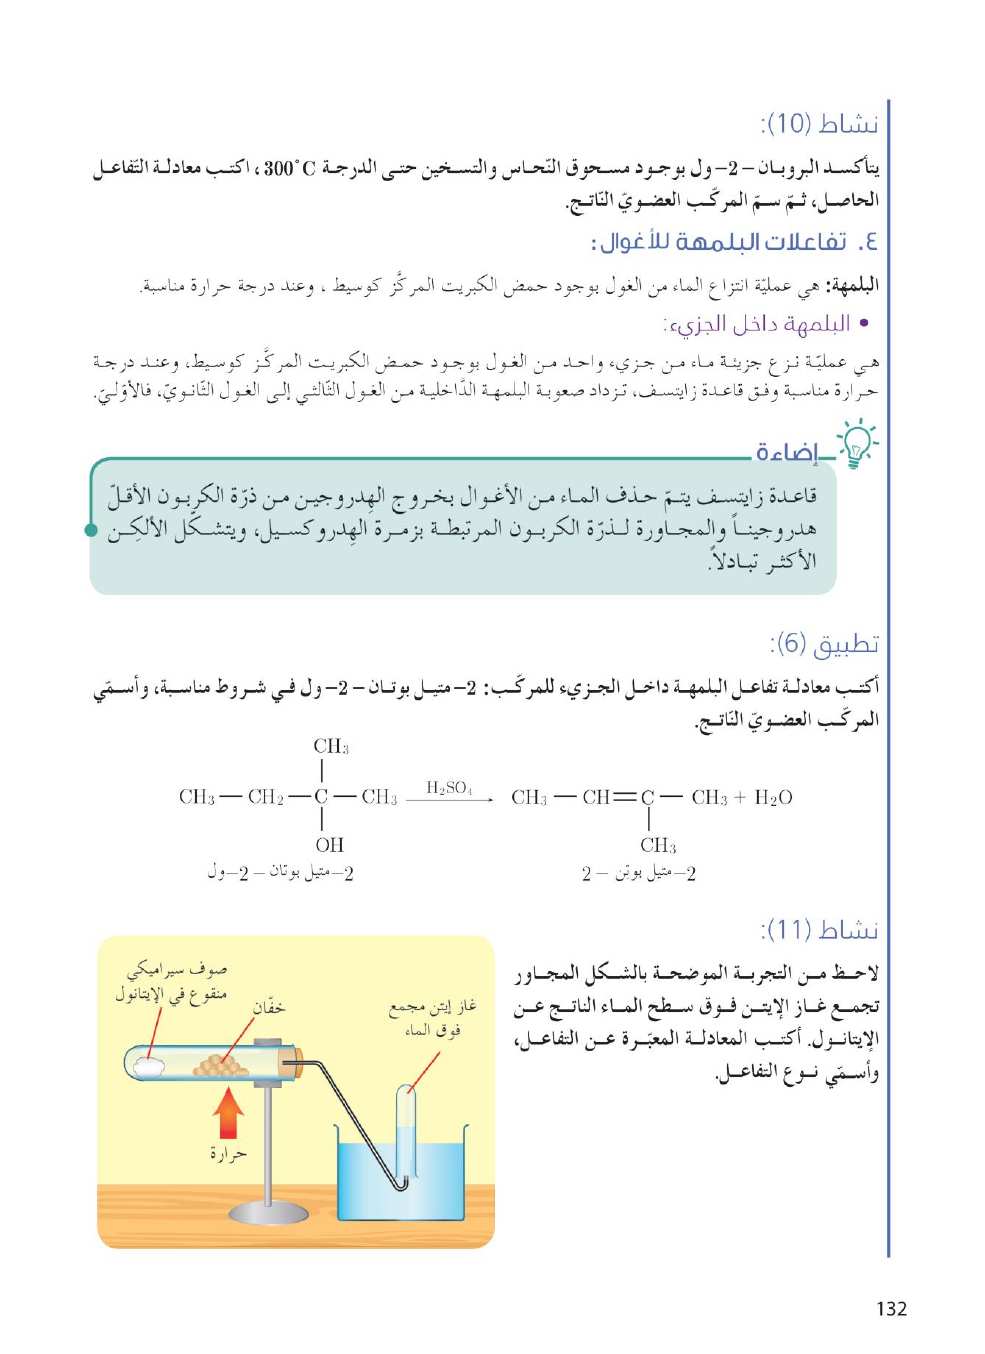 نشاط (10):
يتأكسد البروبان – 2– ول بوجود مسحوق النّحاس والتسخين حتى الدرجة 300°C ، اكتب معادلة التّفاعل
الحاصل، ثمّ سمّ المركّب العضويّ النّاتج.
٤. تفاعلات البلمهة للأغوال:
البلمهة: هي عمليّة انتزاع الماء من الغول بوجود حمض الكبريت المركَّز كوسيط ، وعند درجة حرارة مناسبة.
• البلمهة داخل الجزيء:
هي عمليّة نزع جزيئة ماء من جزيء واحد من الغول بوجود حمض الكبريت المركَّز كوسيط، وعند درجة
حرارة مناسبة وفق قاعدة زايتسف، تزداد صعوبة البلمهة الدّاخلية من الغول الثّالثي إلى الغول الثّانويّ، فالأوّليّ.
إضاءة
قاعدة زايتسف يتمّ حذف الماء من الأغوال بخروج الهدروجين من ذرّة الكربون الأقلّ
هدروجيناً والمجاورة لذرّة الكربون المرتبطة بزمرة الهدروكسيل، ويتشكّل الألكِن
الأكثر تبادلاً.
تطبيق (6):
أكتب معادلة تفاعل البلمهة داخل الجزيء للمركّب: 2– متيل بوتان – 2– ول في شروط مناسبة، وأسمّي
المركّب العضويّ النّاتج.
CH₃
CH₃ — CH₂ — C — CH₃ H₂SO₄ → CH₃ — CH═C — CH₃ + H₂O
OH CH₃
2–متيل بوتان – 2–ول
2–متيل بوتن – 2
نشاط (11):
لاحظ من التجربة الموضحة بالشكل المجاور
تجمع غاز الإيتن فوق سطح الماء الناتج عن
الإيتانول. أكتب المعادلة المعبّرة عن التفاعل،
وأسمّي نوع التفاعل.
صوف سيراميكي
منقوع في الإيتانول
خفّان
غاز إيتن مجمع
فوق الماء
حرارة
132